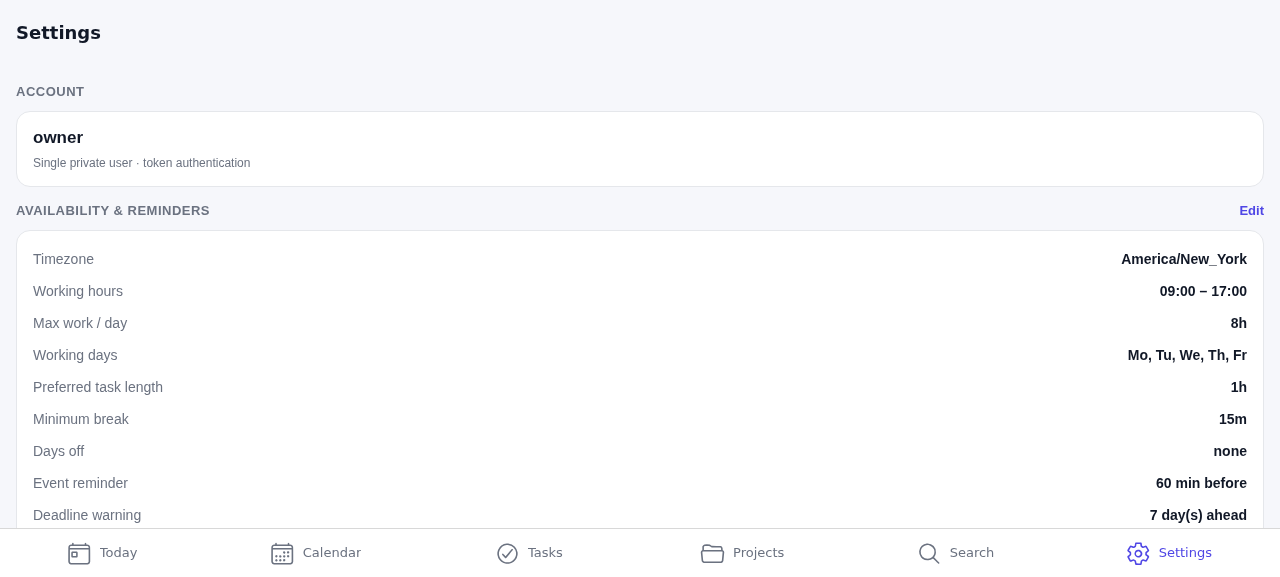 Settings
ACCOUNT
owner
Single private user · token authentication
AVAILABILITY & REMINDERS Edit
Timezone America/New_York
Working hours 09:00 – 17:00
Max work / day 8h
Working days Mo, Tu, We, Th, Fr
Preferred task length 1h
Minimum break 15m
Days off none
Event reminder 60 min before
Deadline warning 7 day(s) ahead
Today Calendar Tasks Projects Search Settings